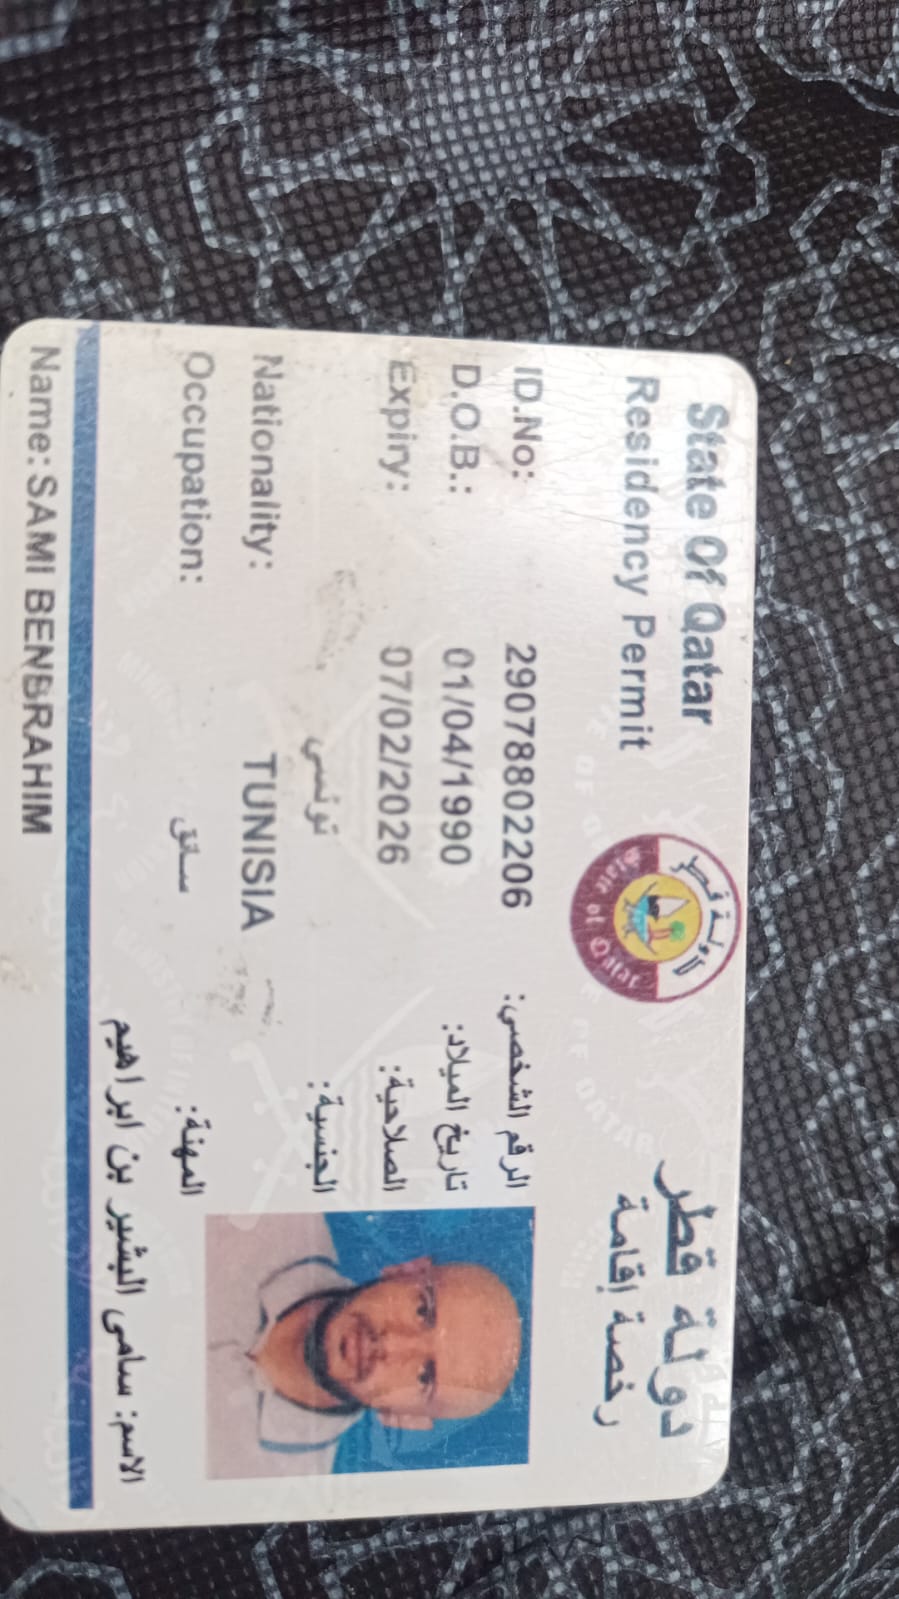 State Of Qatar
دولة قطر
Residency Permit
رخصة إقامة
دولة قطر
State of Qatar
ID.No: 29078802206 الرقم الشخصي:
D.O.B.: 01/04/1990 تاريخ الميلاد:
Expiry: 07/02/2026 الصلاحية:
تونسي الجنسية:
Nationality: TUNISIA
Occupation: سائق المهنة:
الاسم: سامى البشير بن ابراهيم
Name: SAMI BENBRAHIM